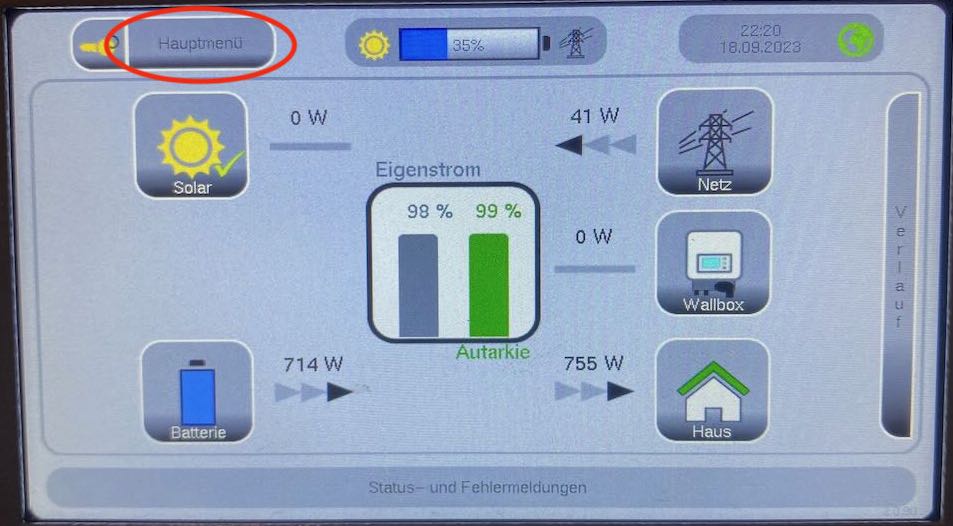 Hauptmenü
35%
22:20
18.09.2023
0 W
41 W
Solar
Eigenstrom
Netz
98 %
99 %
0 W
Wallbox
Verlauf
Autarkie
714 W
755 W
Batterie
Haus
Status- und Fehlermeldungen